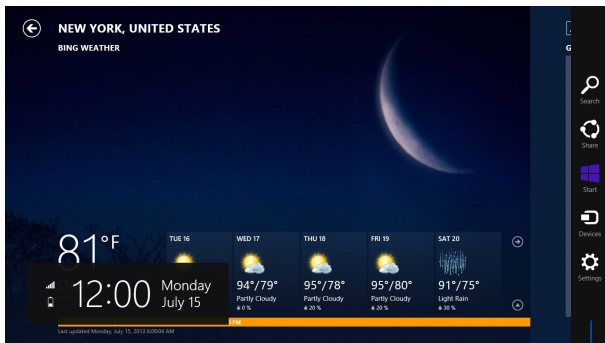 NEW YORK, UNITED STATES
BING WEATHER
G
Search
Share
Start
Devices
Settings
81°F
TUE 16
WED 17
94°/79°
Partly Cloudy
0 %
THU 18
95°/78°
Partly Cloudy
20 %
FRI 19
95°/80°
Partly Cloudy
20 %
SAT 20
91°/75°
Light Rain
30 %
12:00
Monday
July 15
PM
Last updated Monday, July 15, 2013 6:06:04 AM